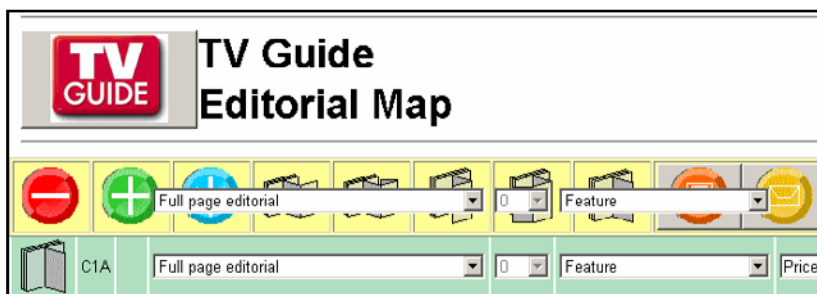 TV
GUIDE
TV Guide
Editorial Map
Full page editorial 0 Feature
C1A Full page editorial 0 Feature Price